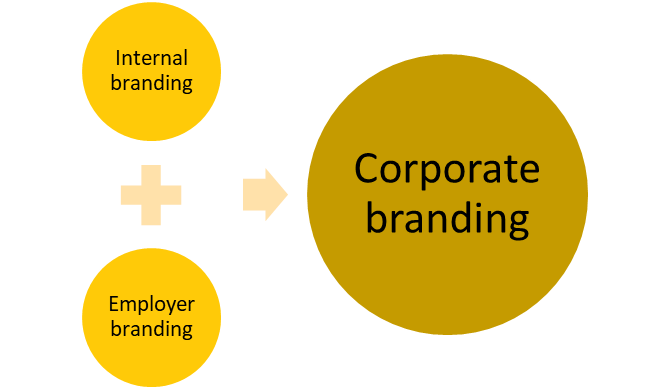 Internal
branding
Employer
branding
Corporate
branding